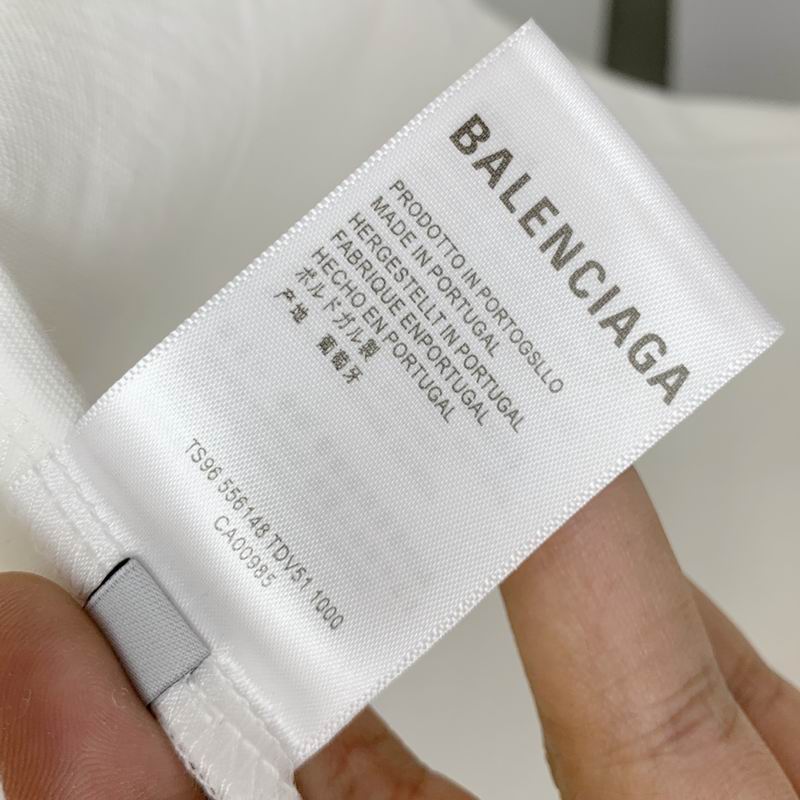 BALENCIAGA
PRODOTTO IN PORTOGSLLO
MADE IN PORTUGAL
HERGESTELLT IN PORTUGAL
FABRIQUE ENPORTUGAL
HECHO EN PORTUGAL
ポルトガル製
产地 葡萄牙
TS96 556148 TDV51 1000
CA00985